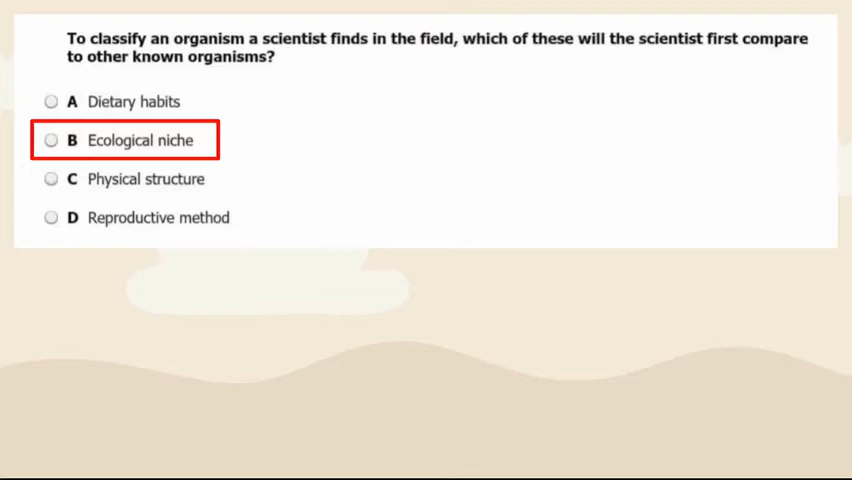 To classify an organism a scientist finds in the field, which of these will the scientist first compare
to other known organisms?
A Dietary habits
B Ecological niche
C Physical structure
D Reproductive method